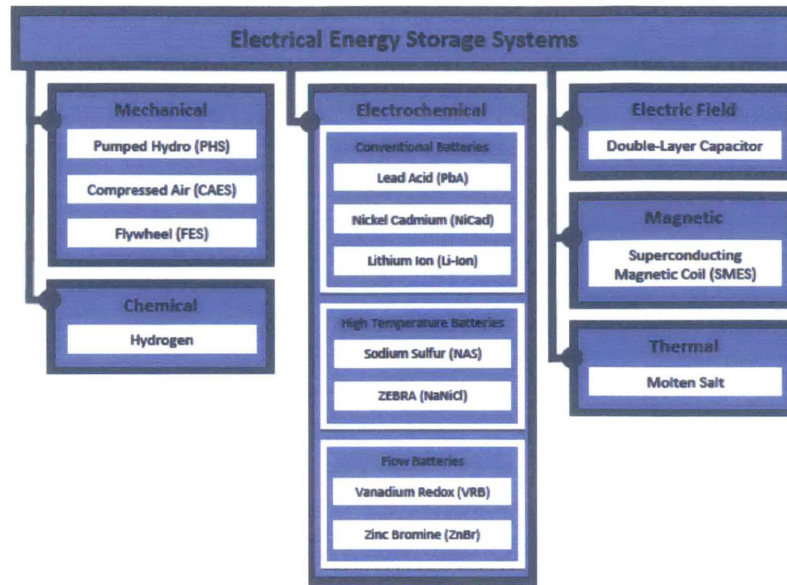 Electrical Energy Storage Systems
Mechanical
Pumped Hydro (PHS)
Compressed Air (CAES)
Flywheel (FES)
Chemical
Hydrogen
Electrochemical
Conventional Batteries
Lead Acid (PbA)
Nickel Cadmium (NiCad)
Lithium Ion (Li-Ion)
High Temperature Batteries
Sodium Sulfur (NAS)
ZEBRA (NaNiCl)
Flow Batteries
Vanadium Redox (VRB)
Zinc Bromine (ZnBr)
Electric Field
Double-Layer Capacitor
Magnetic
Superconducting
Magnetic Coil (SMES)
Thermal
Molten Salt